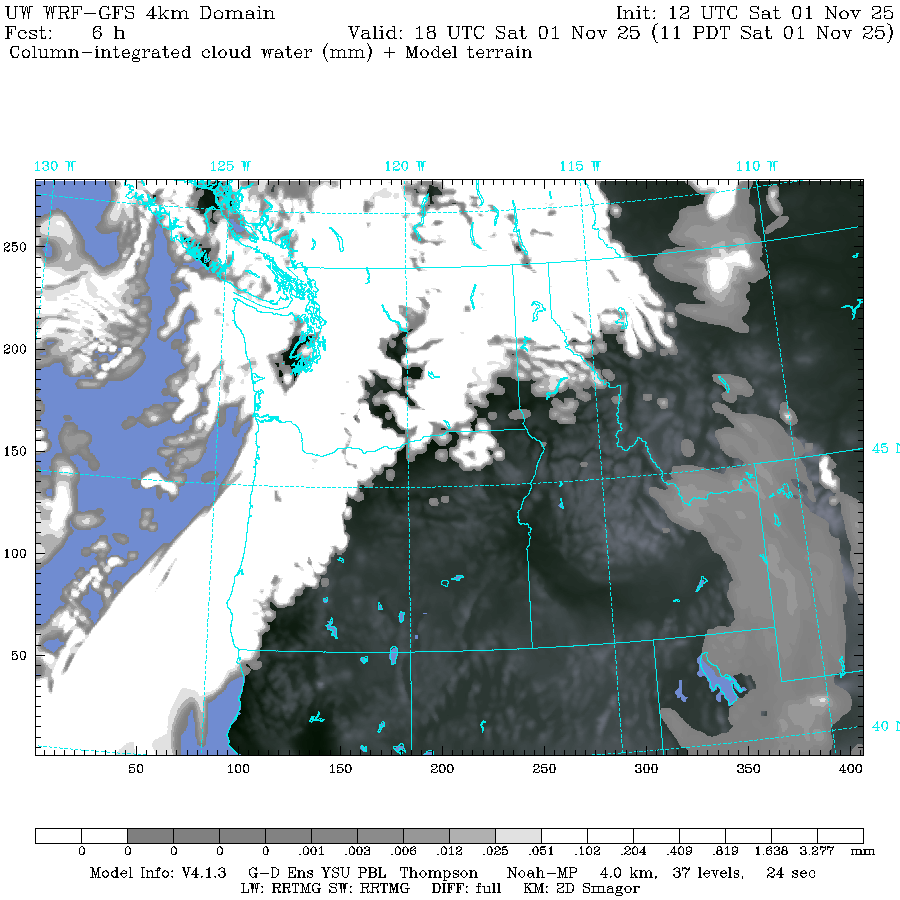 UW WRF-GFS 4km Domain Init: 12 UTC Sat 01 Nov 25
Fcst: 6 h Valid: 18 UTC Sat 01 Nov 25 (11 PDT Sat 01 Nov 25)
Column-integrated cloud water (mm) + Model terrain
130 W 125 W 120 W 115 W 110 W
250
200
150 45 N
100
50
40 N
50 100 150 200 250 300 350 400
0 0 0 0 0 .001 .003 .006 .012 .025 .051 .102 .204 .409 .819 1.638 3.277 mm
Model Info: V4.1.3 G-D Ens YSU PBL Thompson Noah-MP 4.0 km, 37 levels, 24 sec
LW: RRTMG SW: RRTMG DIFF: full KM: 2D Smagor